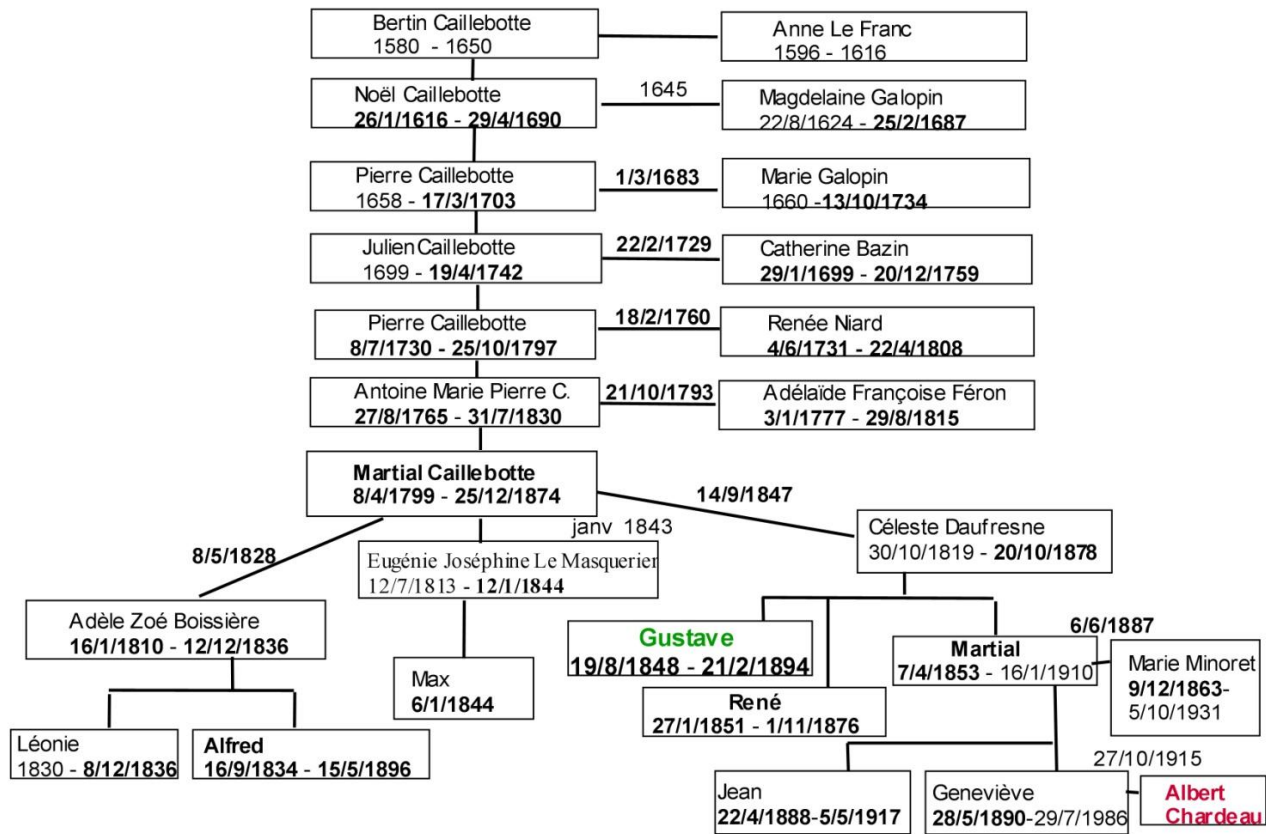 Bertin Caillebotte
1580 - 1650
Anne Le Franc
1596 - 1616
Noël Caillebotte
26/1/1616 - 29/4/1690
1645
Magdelaine Galopin
22/8/1624 - 25/2/1687
Pierre Caillebotte
1658 - 17/3/1703
1/3/1683
Marie Galopin
1660 -13/10/1734
Julien Caillebotte
1699 - 19/4/1742
22/2/1729
Catherine Bazin
29/1/1699 - 20/12/1759
Pierre Caillebotte
8/7/1730 - 25/10/1797
18/2/1760
Renée Niard
4/6/1731 - 22/4/1808
Antoine Marie Pierre C.
27/8/1765 - 31/7/1830
21/10/1793
Adélaïde Françoise Féron
3/1/1777 - 29/8/1815
Martial Caillebotte
8/4/1799 - 25/12/1874
8/5/1828
janv 1843
14/9/1847
Adèle Zoé Boissière
16/1/1810 - 12/12/1836
Eugénie Joséphine Le Masquerier
12/7/1813 - 12/1/1844
Céleste Daufresne
30/10/1819 - 20/10/1878
Léonie
1830 - 8/12/1836
Alfred
16/9/1834 - 15/5/1896
Max
6/1/1844
Gustave
19/8/1848 - 21/2/1894
René
27/1/1851 - 1/11/1876
Martial
7/4/1853 - 16/1/1910
6/6/1887
Marie Minoret
9/12/1863-
5/10/1931
Jean
22/4/1888-5/5/1917
Geneviève
28/5/1890-29/7/1986
27/10/1915
Albert
Chardeau